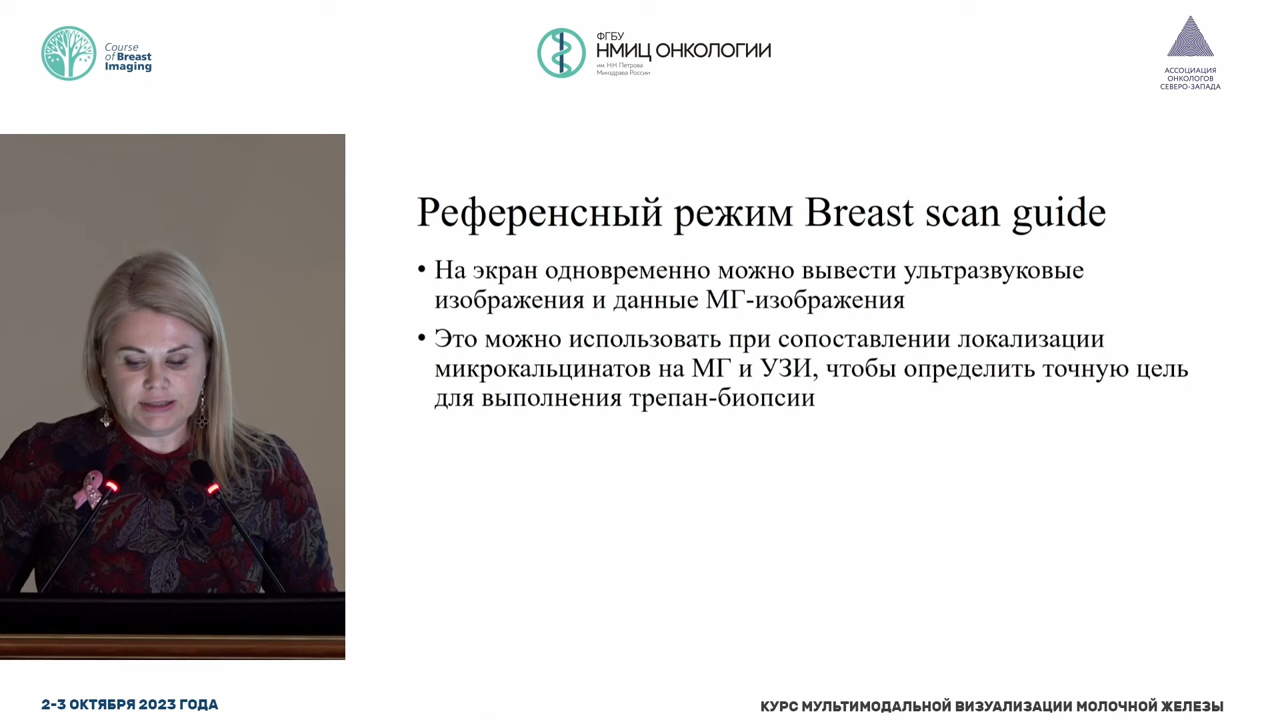 Course
of Breast
Imaging
ФГБУ
НМИЦ ОНКОЛОГИИ
им. Н.Н. Петрова
Минздрава России
АССОЦИАЦИЯ
ОНКОЛОГОВ
СЕВЕРО-ЗАПАДА
Референсный режим Breast scan guide
• На экран одновременно можно вывести ультразвуковые
изображения и данные МГ-изображения
• Это можно использовать при сопоставлении локализации
микрокальцинатов на МГ и УЗИ, чтобы определить точную цель
для выполнения трепан-биопсии
2-3 ОКТЯБРЯ 2023 ГОДА
КУРС МУЛЬТИМОДАЛЬНОЙ ВИЗУАЛИЗАЦИИ МОЛОЧНОЙ ЖЕЛЕЗЫ